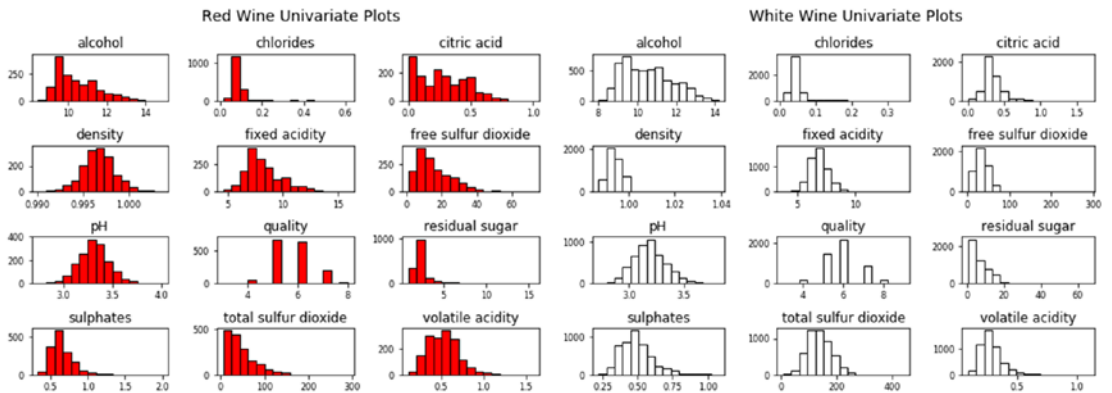 Red Wine Univariate Plots
White Wine Univariate Plots
alcohol chlorides citric acid alcohol chlorides citric acid
250
0
10 12 14
1000
0
0.0 0.2 0.4 0.6
200
0
0.0 0.5 1.0
500
0
8 10 12 14
2000
0
0.0 0.1 0.2 0.3
2000
0
0.0 0.5 1.0 1.5
density fixed acidity free sulfur dioxide density fixed acidity free sulfur dioxide
200
0
0.990 0.995 1.000
250
0
5 10 15
250
0
0 20 40 60
2000
0
1.00 1.02 1.04
1000
0
5 10
2000
0
0 100 200 300
pH quality residual sugar pH quality residual sugar
400
200
0
3.0 3.5 4.0
500
0
4 6 8
1000
0
5 10 15
1000
0
3.0 3.5
2000
0
4 6 8
2000
0
0 20 40 60
sulphates total sulfur dioxide volatile acidity sulphates total sulfur dioxide volatile acidity
500
0
0.5 1.0 1.5 2.0
500
250
0
0 100 200 300
200
0
0.5 1.0 1.5
1000
0
0.25 0.50 0.75 1.00
1000
0
0 200 400
1000
0
0.5 1.0